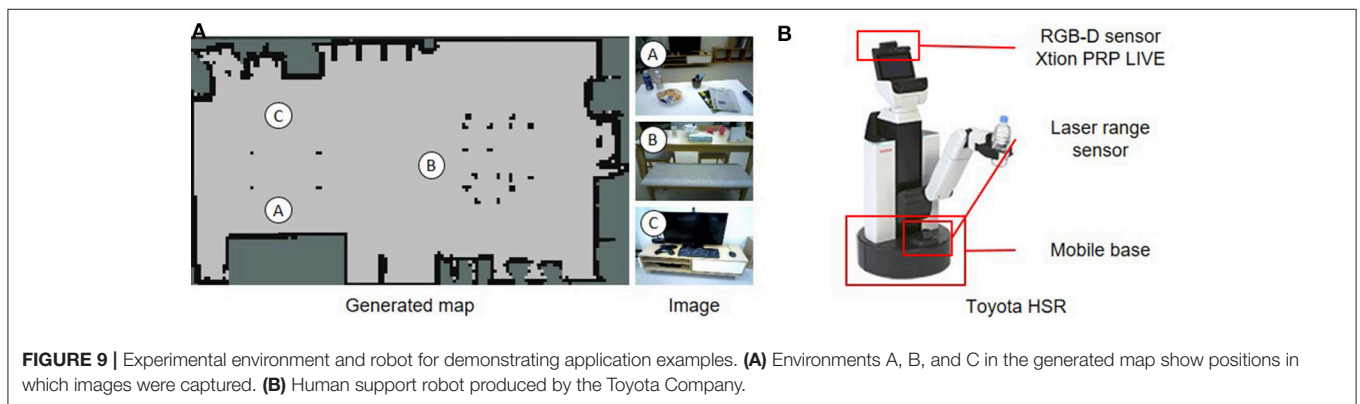 A
C
B
A
Generated map
A
B
C
Image
B
RGB-D sensor
Xtion PRP LIVE
Laser range
sensor
Mobile base
Toyota HSR
FIGURE 9 | Experimental environment and robot for demonstrating application examples. (A) Environments A, B, and C in the generated map show positions in
which images were captured. (B) Human support robot produced by the Toyota Company.